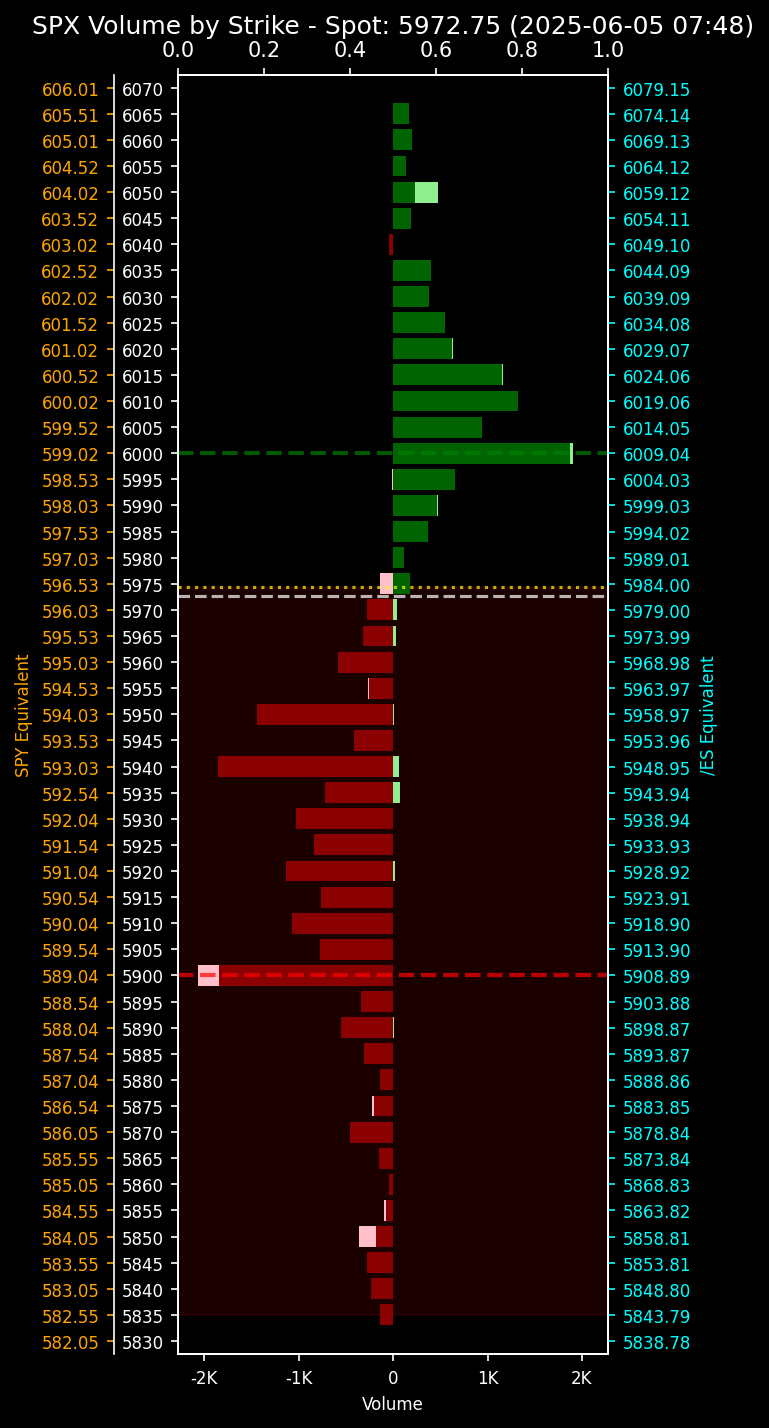 SPX Volume by Strike - Spot: 5972.75 (2025-06-05 07:48)
0.0 0.2 0.4 0.6 0.8 1.0
606.01 6070 6079.15
605.51 6065 6074.14
605.01 6060 6069.13
604.52 6055 6064.12
604.02 6050 6059.12
603.52 6045 6054.11
603.02 6040 6049.10
602.52 6035 6044.09
602.02 6030 6039.09
601.52 6025 6034.08
601.02 6020 6029.07
600.52 6015 6024.06
600.02 6010 6019.06
599.52 6005 6014.05
599.02 6000 6009.04
598.53 5995 6004.03
598.03 5990 5999.03
597.53 5985 5994.02
597.03 5980 5989.01
596.53 5975 5984.00
596.03 5970 5979.00
595.53 5965 5973.99
595.03 5960 5968.98
594.53 5955 5963.97
594.03 5950 5958.97
593.53 5945 5953.96
593.03 5940 5948.95
592.54 5935 5943.94
592.04 5930 5938.94
591.54 5925 5933.93
591.04 5920 5928.92
590.54 5915 5923.91
590.04 5910 5918.90
589.54 5905 5913.90
589.04 5900 5908.89
588.54 5895 5903.88
588.04 5890 5898.87
587.54 5885 5893.87
587.04 5880 5888.86
586.54 5875 5883.85
586.05 5870 5878.84
585.55 5865 5873.84
585.05 5860 5868.83
584.55 5855 5863.82
584.05 5850 5858.81
583.55 5845 5853.81
583.05 5840 5848.80
582.55 5835 5843.79
582.05 5830 5838.78
SPY Equivalent
/ES Equivalent
-2K -1K 0 1K 2K
Volume